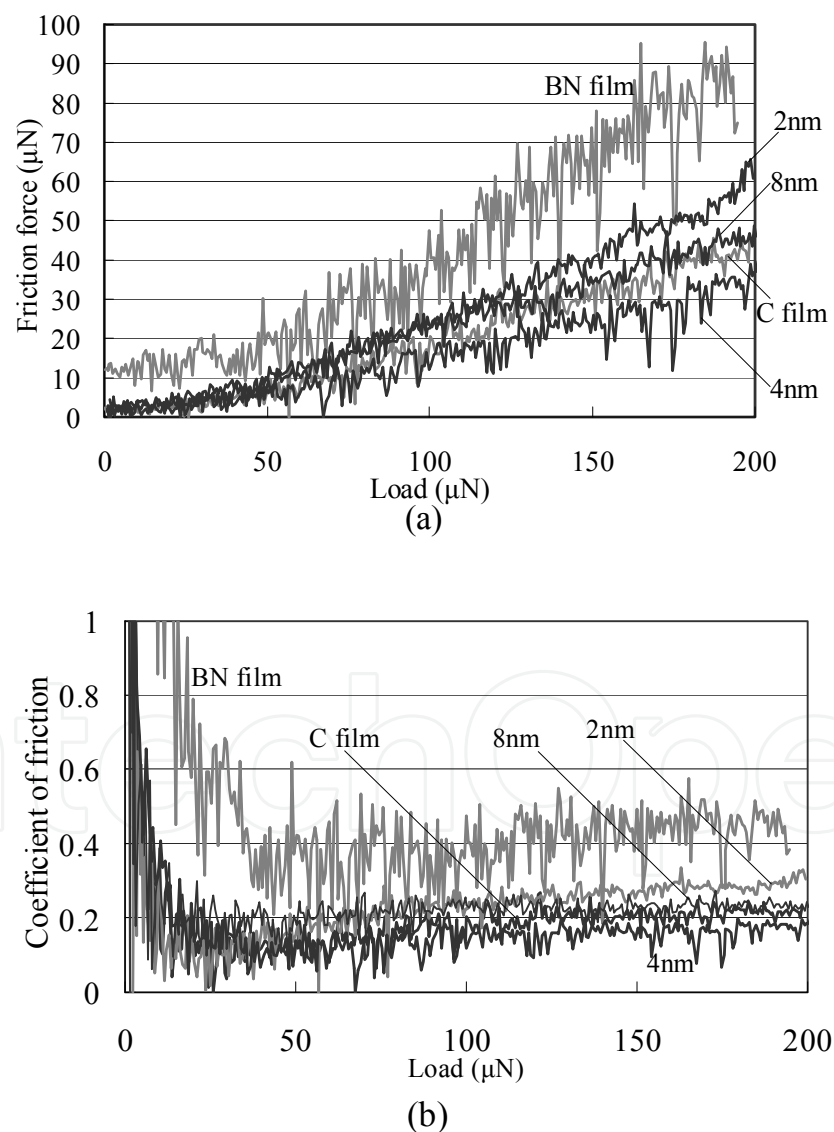 100
90
80
70
60
50
40
30
20
10
0
Friction force (μN)
BN film
2nm
8nm
C film
4nm
0 50 100 150 200
Load (μN)
(a)
1
0.8
0.6
0.4
0.2
0
Coefficient of friction
BN film
C film
8nm
2nm
4nm
0 50 100 150 200
Load (μN)
(b)